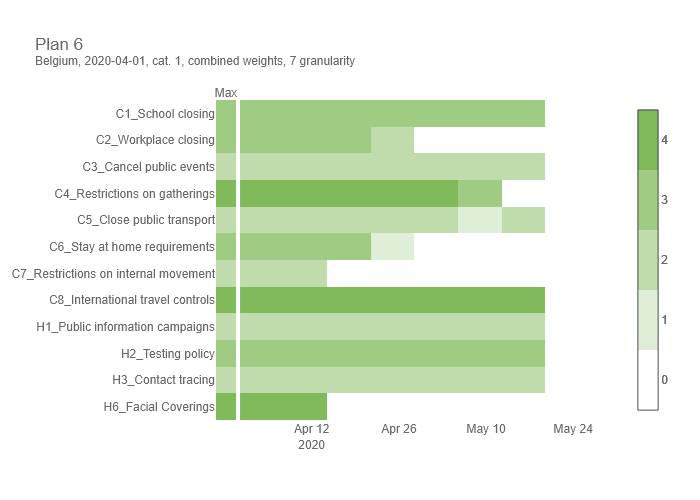 Plan 6
Belgium, 2020-04-01, cat. 1, combined weights, 7 granularity
Max
C1_School closing
C2_Workplace closing
C3_Cancel public events
C4_Restrictions on gatherings
C5_Close public transport
C6_Stay at home requirements
C7_Restrictions on internal movement
C8_International travel controls
H1_Public information campaigns
H2_Testing policy
H3_Contact tracing
H6_Facial Coverings
Apr 12 Apr 26 May 10 May 24
2020
4
3
2
1
0